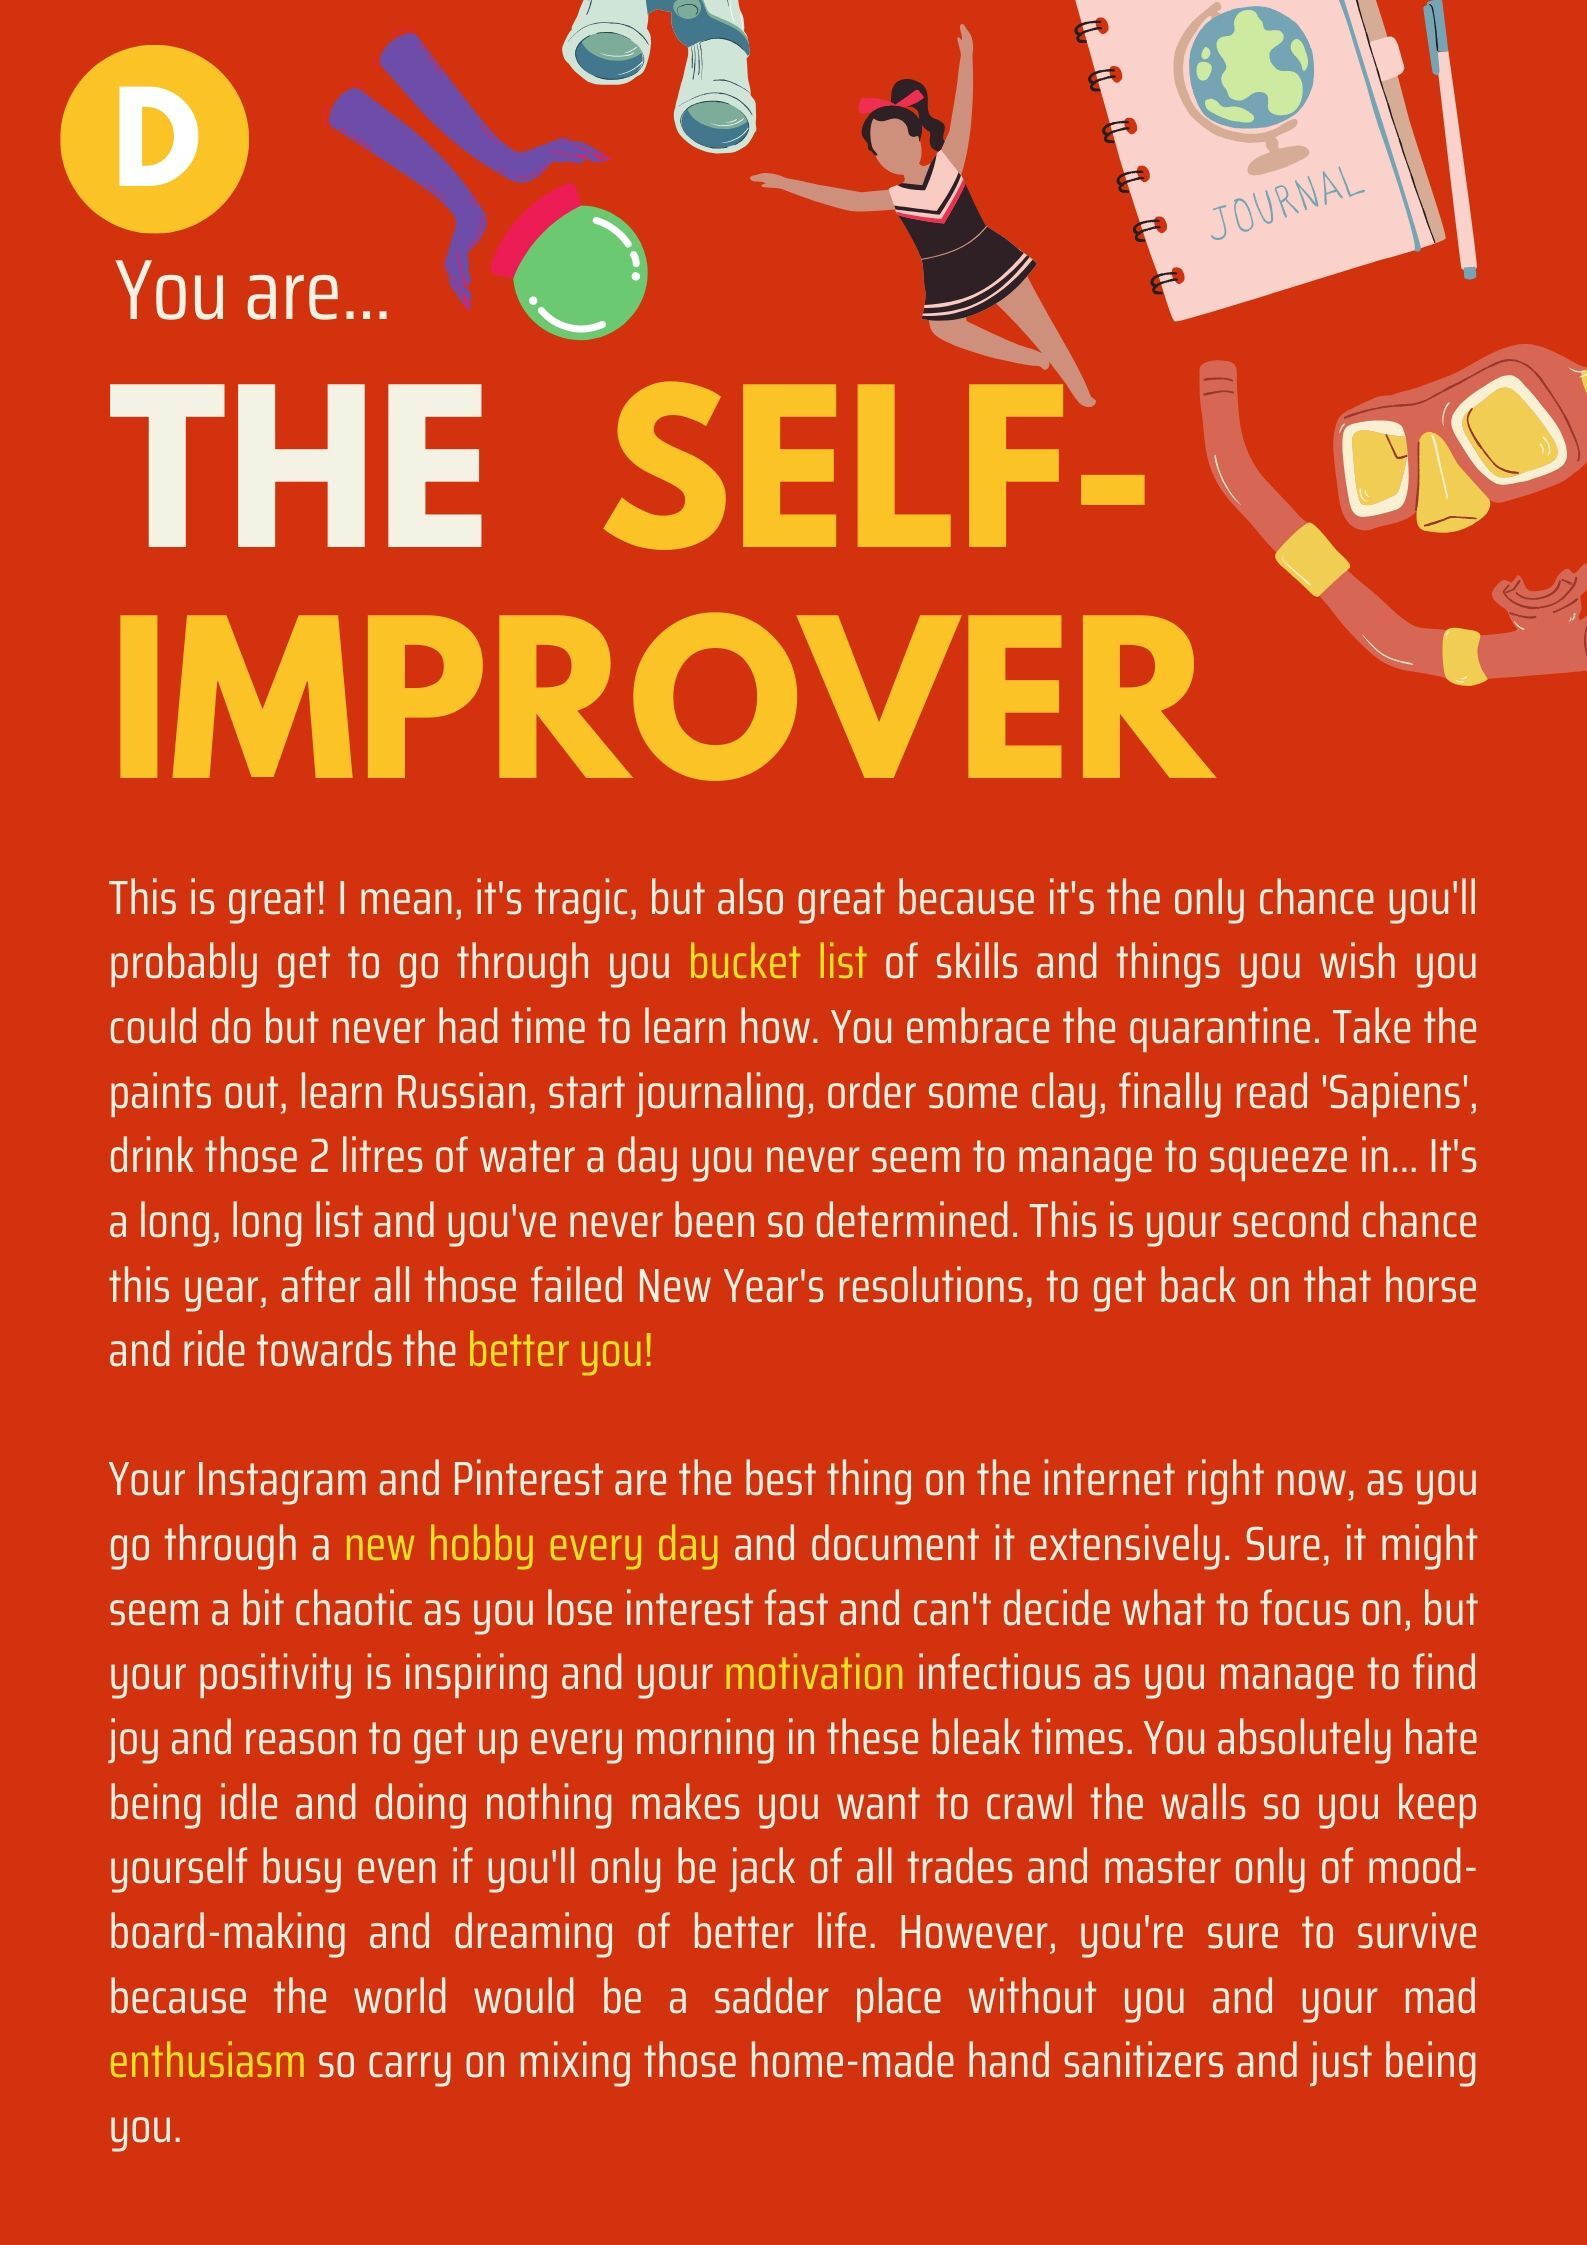 D
JOURNAL
You are...
THE SELF-
IMPROVER
This is great! I mean, it's tragic, but also great because it's the only chance you'll
probably get to go through you bucket list of skills and things you wish you
could do but never had time to learn how. You embrace the quarantine. Take the
paints out, learn Russian, start journaling, order some clay, finally read 'Sapiens',
drink those 2 litres of water a day you never seem to manage to squeeze in... It's
a long, long list and you've never been so determined. This is your second chance
this year, after all those failed New Year's resolutions, to get back on that horse
and ride towards the better you!
Your Instagram and Pinterest are the best thing on the internet right now, as you
go through a new hobby every day and document it extensively. Sure, it might
seem a bit chaotic as you lose interest fast and can't decide what to focus on, but
your positivity is inspiring and your motivation infectious as you manage to find
joy and reason to get up every morning in these bleak times. You absolutely hate
being idle and doing nothing makes you want to crawl the walls so you keep
yourself busy even if you'll only be jack of all trades and master only of mood-
board-making and dreaming of better life. However, you're sure to survive
because the world would be a sadder place without you and your mad
enthusiasm so carry on mixing those home-made hand sanitizers and just being
you.